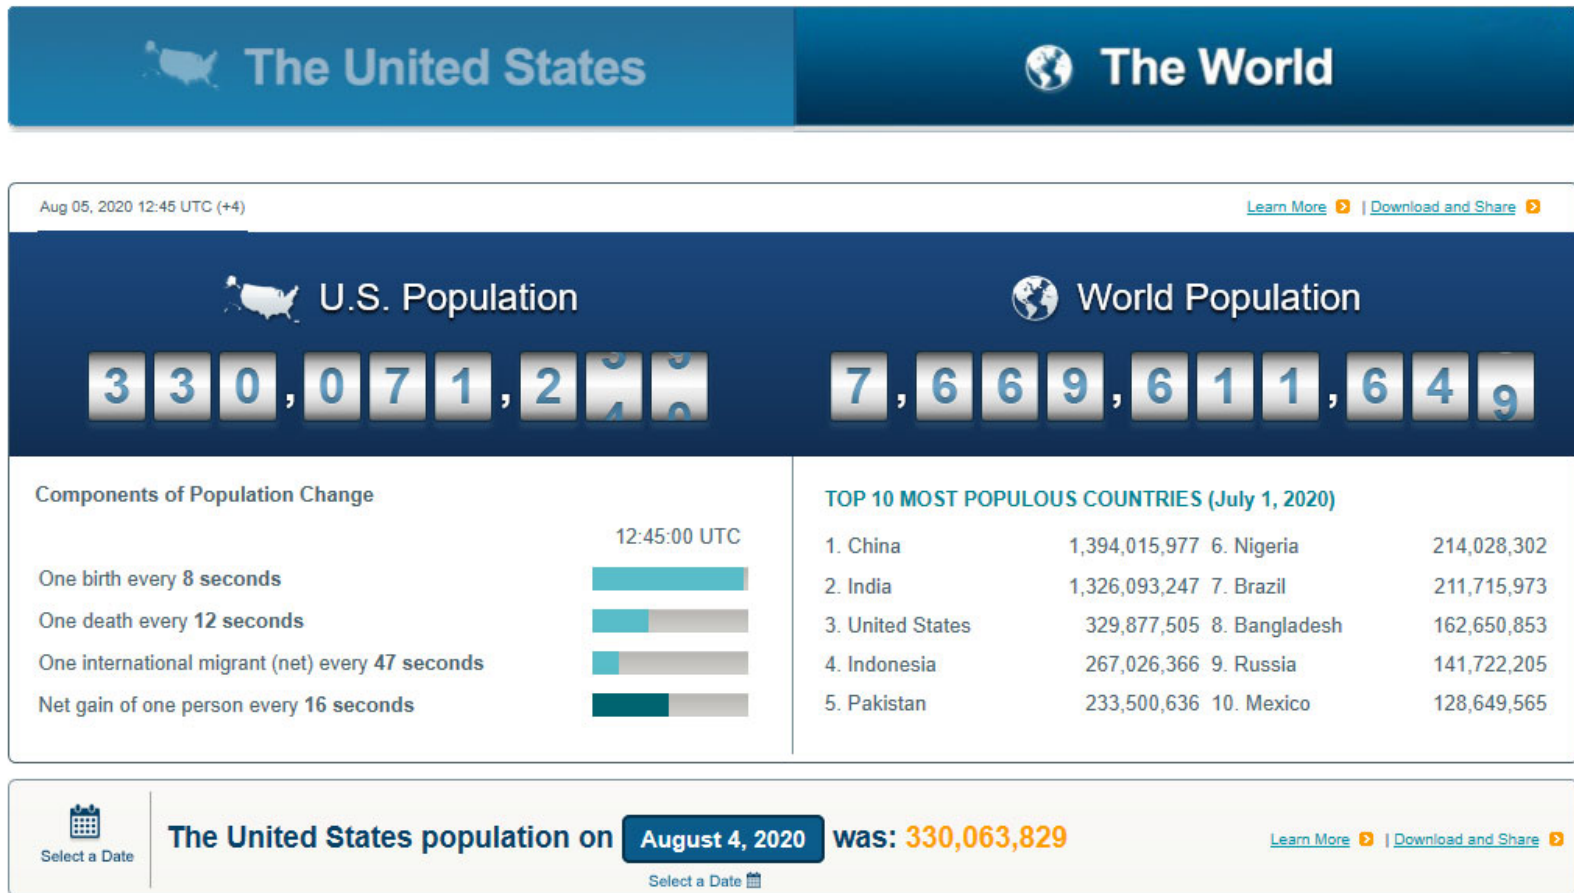 The United States
The World
Aug 05, 2020 12:45 UTC (+4)
Learn More | Download and Share
U.S. Population
World Population
330,071,2
7,669,611,649
Components of Population Change
12:45:00 UTC
One birth every 8 seconds
One death every 12 seconds
One international migrant (net) every 47 seconds
Net gain of one person every 16 seconds
TOP 10 MOST POPULOUS COUNTRIES (July 1, 2020)
1. China 1,394,015,977 6. Nigeria 214,028,302
2. India 1,326,093,247 7. Brazil 211,715,973
3. United States 329,877,505 8. Bangladesh 162,650,853
4. Indonesia 267,026,366 9. Russia 141,722,205
5. Pakistan 233,500,636 10. Mexico 128,649,565
Select a Date
The United States population on August 4, 2020 was: 330,063,829
Select a Date
Learn More | Download and Share